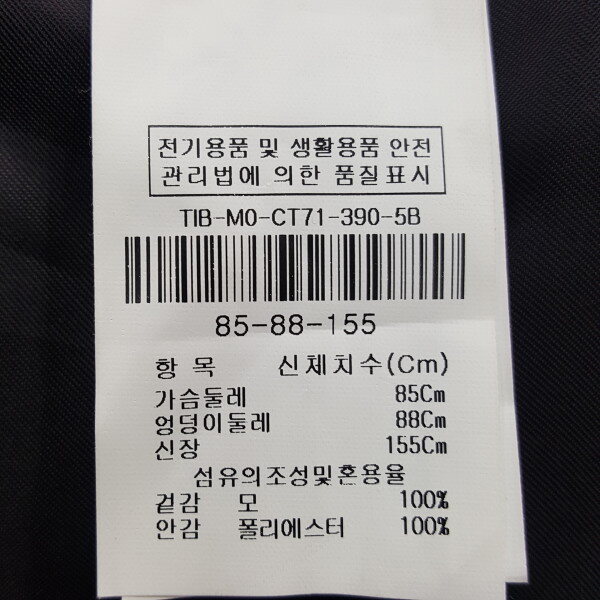 전기용품 및 생활용품 안전
관리법에 의한 품질표시
TIB-M0-CT71-390-5B
85-88-155
항 목 신체치수(Cm)
가슴둘레 85Cm
엉덩이둘레 88Cm
신장 155Cm
섬유의조성및혼용율
겉감 모 100%
안감 폴리에스터 100%